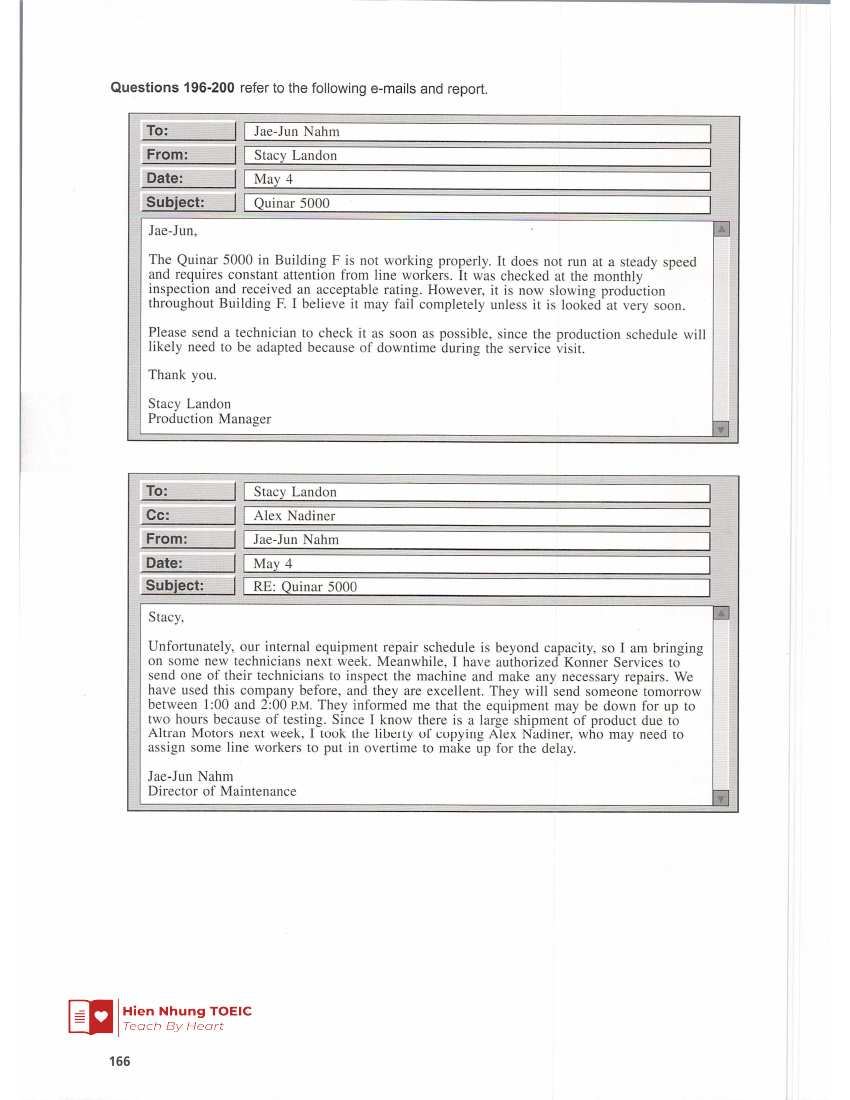 Questions 196-200 refer to the following e-mails and report.
To: Jae-Jun Nahm
From: Stacy Landon
Date: May 4
Subject: Quinar 5000
Jae-Jun,
The Quinar 5000 in Building F is not working properly. It does not run at a steady speed
and requires constant attention from line workers. It was checked at the monthly
inspection and received an acceptable rating. However, it is now slowing production
throughout Building F. I believe it may fail completely unless it is looked at very soon.
Please send a technician to check it as soon as possible, since the production schedule will
likely need to be adapted because of downtime during the service visit.
Thank you.
Stacy Landon
Production Manager
To: Stacy Landon
Cc: Alex Nadiner
From: Jae-Jun Nahm
Date: May 4
Subject: RE: Quinar 5000
Stacy,
Unfortunately, our internal equipment repair schedule is beyond capacity, so I am bringing
on some new technicians next week. Meanwhile, I have authorized Konner Services to
send one of their technicians to inspect the machine and make any necessary repairs. We
have used this company before, and they are excellent. They will send someone tomorrow
between 1:00 and 2:00 P.M. They informed me that the equipment may be down for up to
two hours because of testing. Since I know there is a large shipment of product due to
Altran Motors next week, I took the liberty of copying Alex Nadiner, who may need to
assign some line workers to put in overtime to make up for the delay.
Jae-Jun Nahm
Director of Maintenance
Hien Nhung TOEIC
Teach By Heart
166